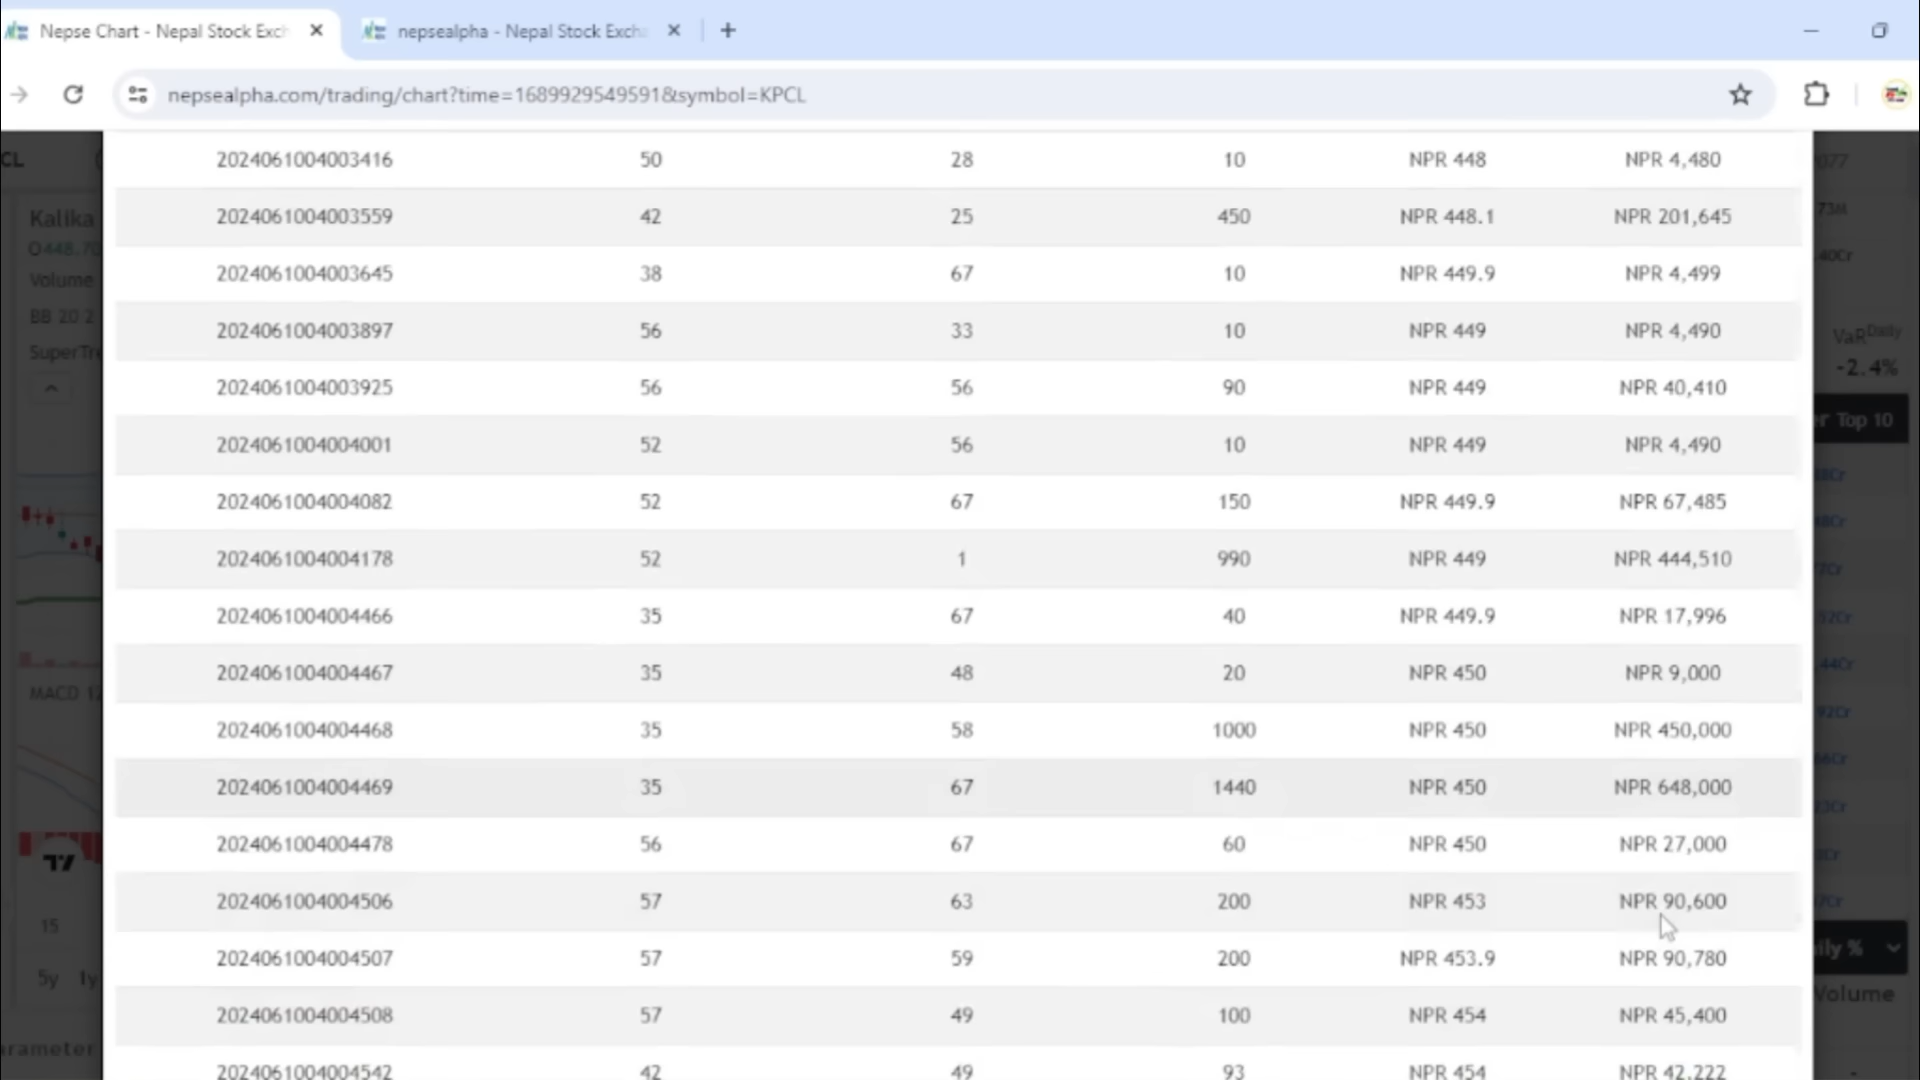 Nepse Chart - Nepal Stock Exch
nepsealpha - Nepal Stock Excha
nepsealpha.com/trading/chart?time=1689929549591&symbol=KPCL
2024061004003416 50 28 10 NPR 448 NPR 4,480
2024061004003559 42 25 450 NPR 448.1 NPR 201,645
2024061004003645 38 67 10 NPR 449.9 NPR 4,499
2024061004003897 56 33 10 NPR 449 NPR 4,490
2024061004003925 56 56 90 NPR 449 NPR 40,410
2024061004004001 52 56 10 NPR 449 NPR 4,490
2024061004004082 52 67 150 NPR 449.9 NPR 67,485
2024061004004178 52 1 990 NPR 449 NPR 444,510
2024061004004466 35 67 40 NPR 449.9 NPR 17,996
2024061004004467 35 48 20 NPR 450 NPR 9,000
2024061004004468 35 58 1000 NPR 450 NPR 450,000
2024061004004469 35 67 1440 NPR 450 NPR 648,000
2024061004004478 56 67 60 NPR 450 NPR 27,000
2024061004004506 57 63 200 NPR 453 NPR 90,600
2024061004004507 57 59 200 NPR 453.9 NPR 90,780
2024061004004508 57 49 100 NPR 454 NPR 45,400
2024061004004542 42 49 93 NPR 454 NPR 42,222
CL
Kalika
O448.70
Volume
BB 20 2
SuperTre
MACD 12
15
5y 1y
arameter
077
73M
.40Cr
VaR Daily
-2.4%
r Top 10
.44Cr
ily %
Volume